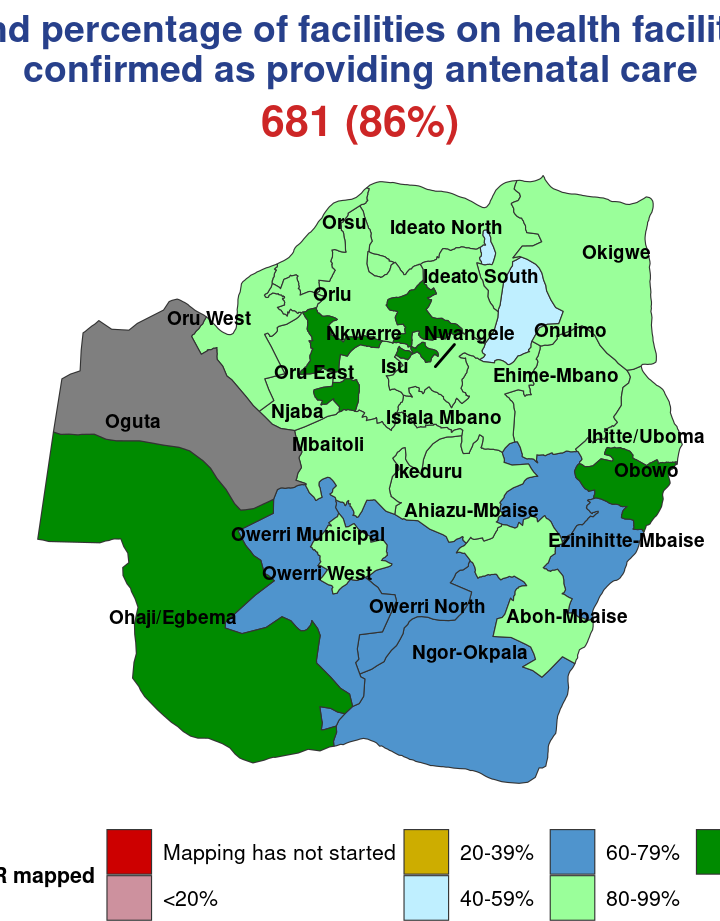 nd percentage of facilities on health facilit
confirmed as providing antenatal care
681 (86%)
Orsu
Ideato North
Okigwe
Ideato South
Orlu
Oru West
Nkwerre
Nwangele
Onuimo
Isu
Oru East
Ehime-Mbano
Njaba
Isiala Mbano
Oguta
Ihitte/Uboma
Mbaitoli
Ikeduru
Obowo
Ahiazu-Mbaise
Owerri Municipal
Ezinihitte-Mbaise
Owerri West
Owerri North
Ohaji/Egbema
Aboh-Mbaise
Ngor-Okpala
R mapped
Mapping has not started
20-39%
60-79%
<20%
40-59%
80-99%